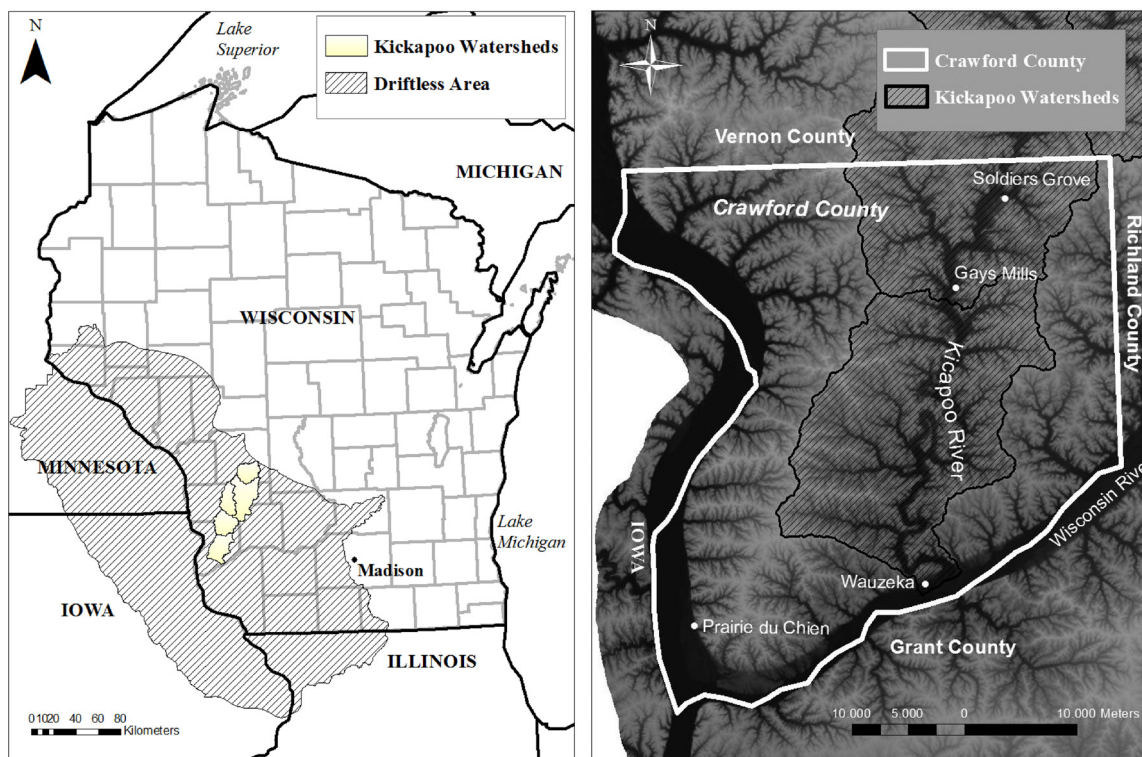 N
Lake
Superior
Kickapoo Watersheds
Driftless Area
MICHIGAN
WISCONSIN
MINNESOTA
Lake
Michigan
Madison
IOWA
ILLINOIS
0 10 20 40 60 80
Kilometers
N
Crawford County
Kickapoo Watersheds
Vernon County
Soldiers Grove
Crawford County
Richland County
Gays Mills
Kicapoo River
Wisconsin River
IOWA
Wauzeka
Prairie du Chien
Grant County
10 000 5,000 0 10 000 Meters